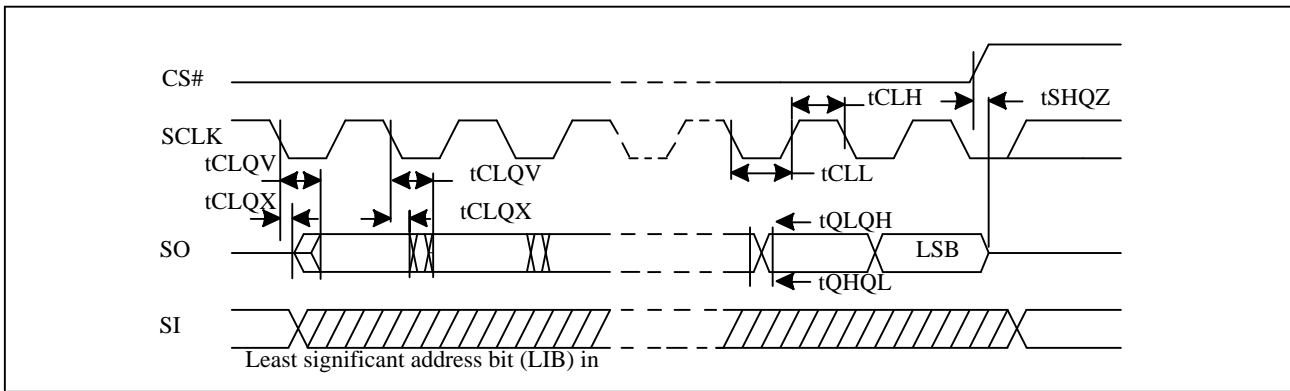 CS#
tCLH
tSHQZ
SCLK
tCLQV
tCLQV
tCLL
tCLQX
tCLQX
tQLQH
SO
LSB
tQHQL
SI
Least significant address bit (LIB) in